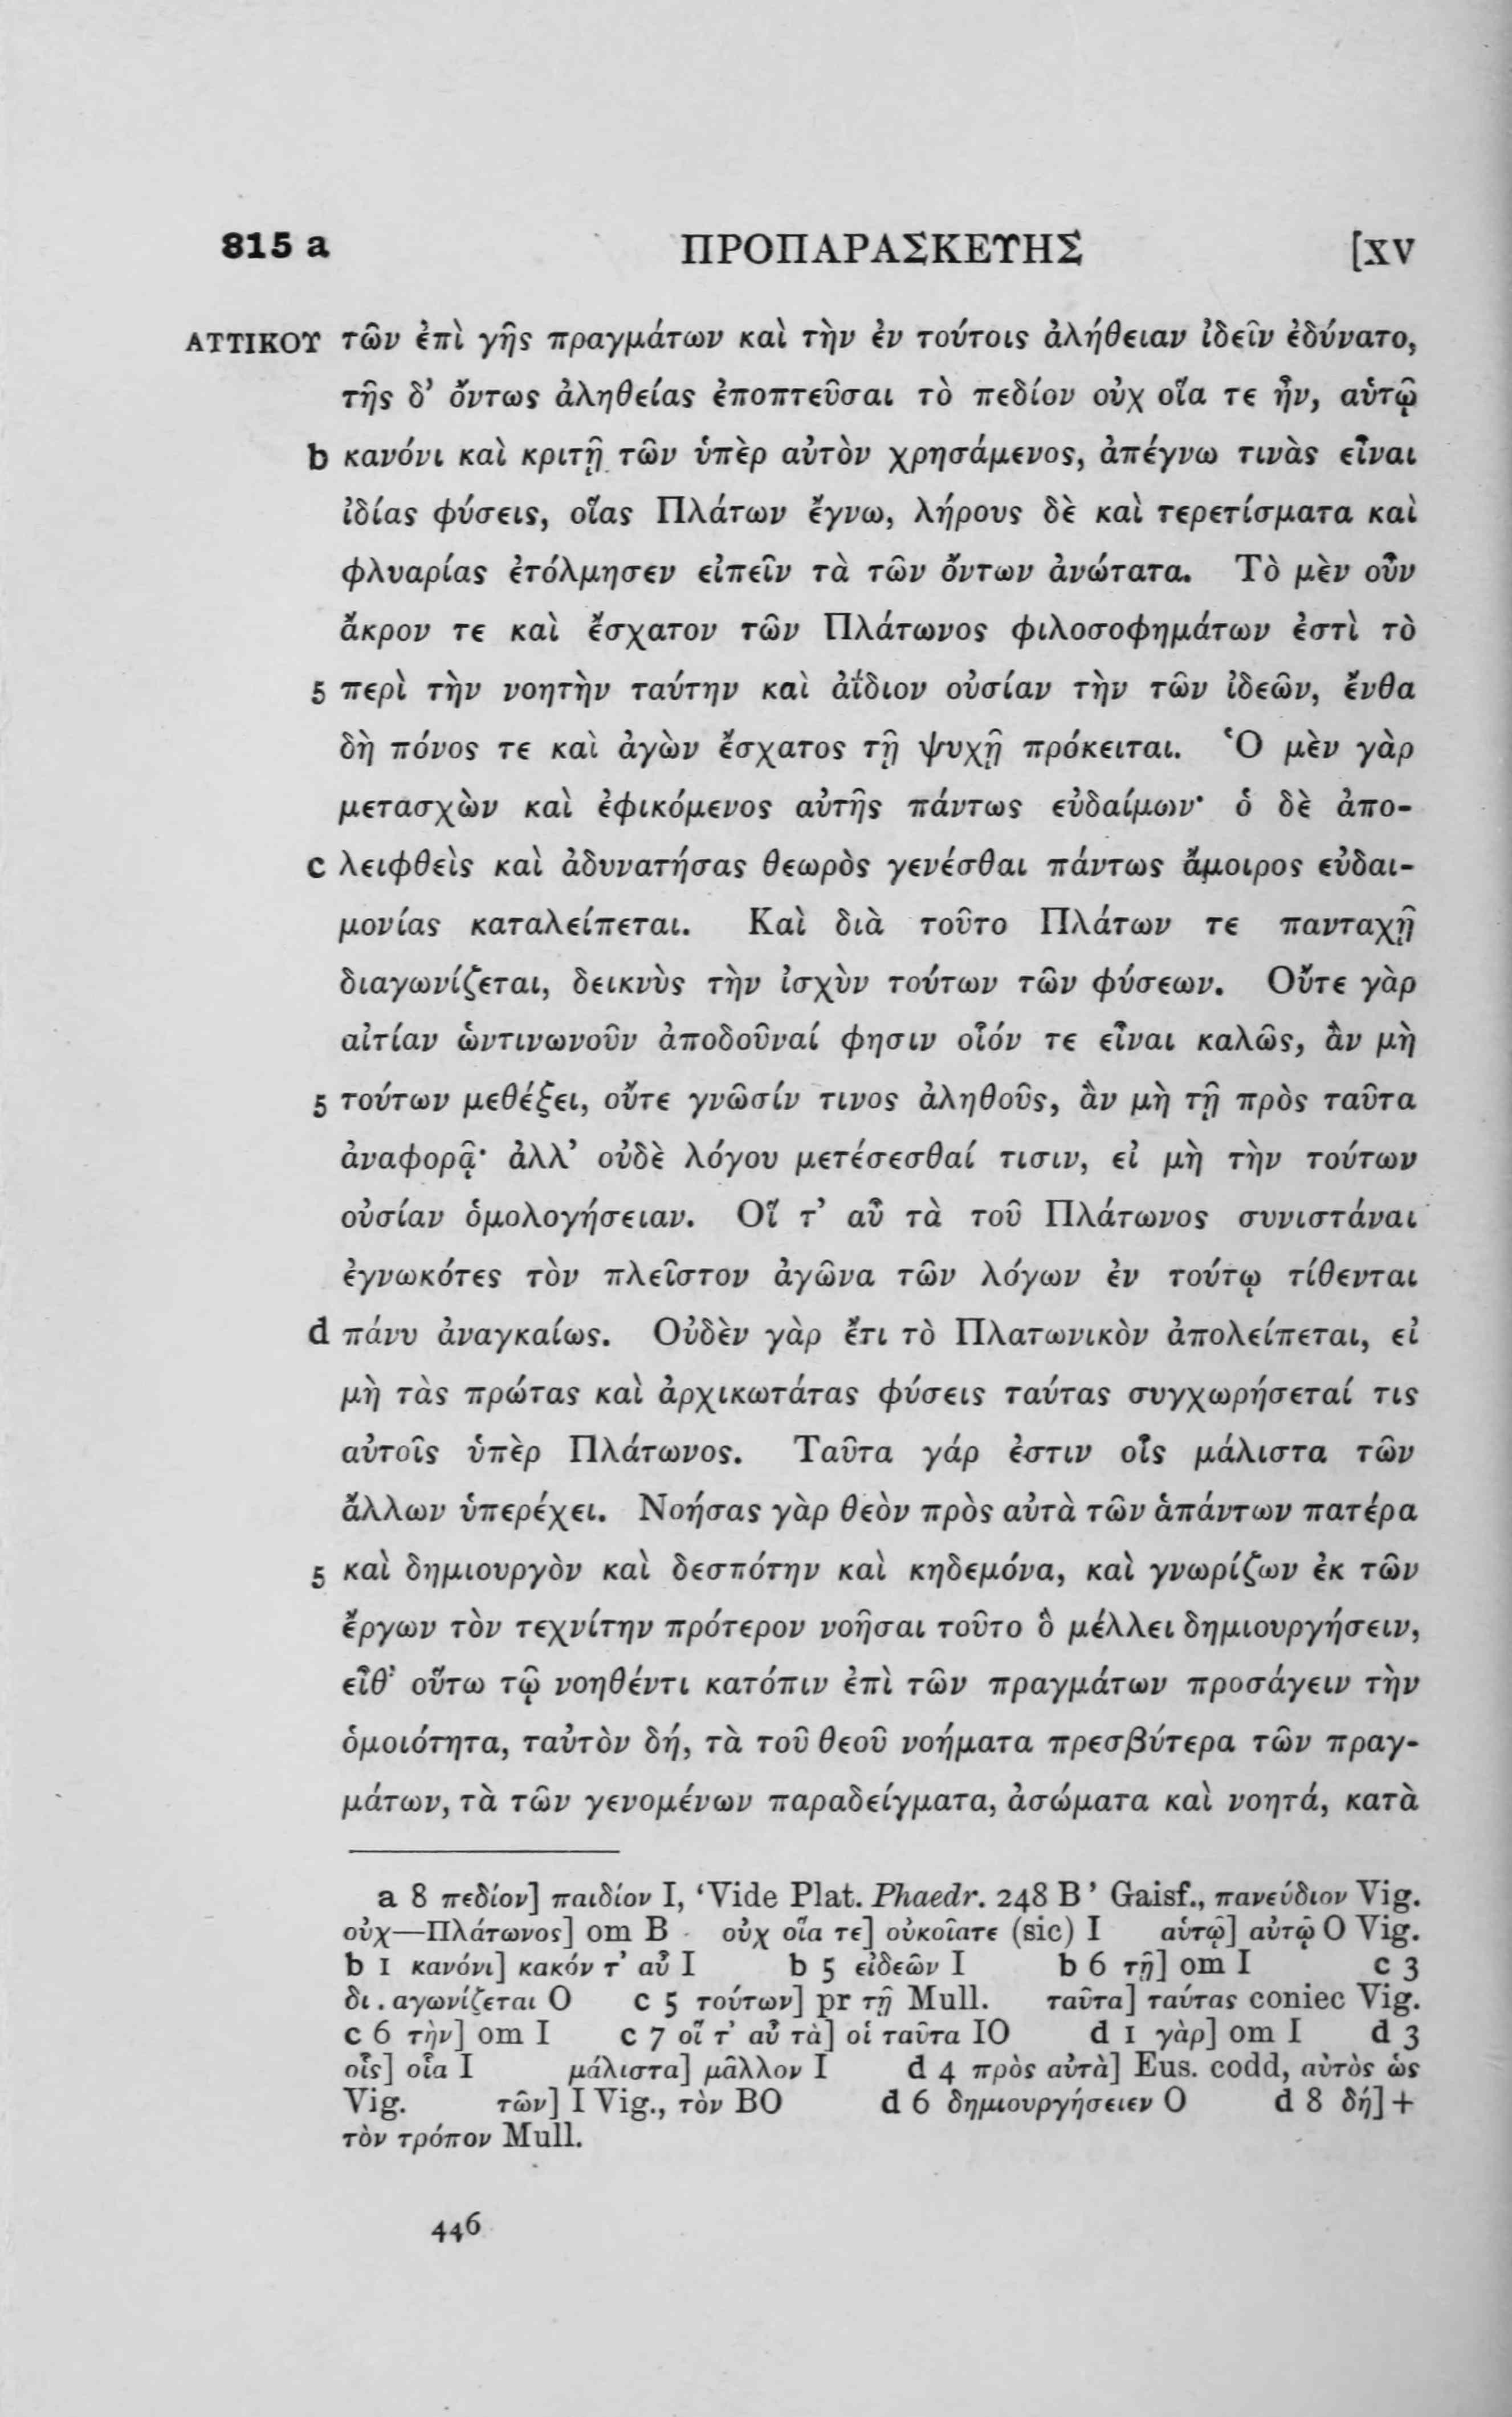 815 a ΠΡΟΠΑΡΑΣΚΕΥΗΣ [XV
ΑΤΤΙΚΟΥ τῶν ἐπὶ γῆς πραγμάτων καὶ τὴν ἐν τούτοις ἀλήθειαν ἰδεῖν ἐδύνατο,
τῆς δ’ ὄντως ἀληθείας ἐποπτεῦσαι τὸ πεδίον οὐχ οἵα τε ἦν, αὑτῷ
b κανόνι καὶ κριτῇ τῶν ὑπὲρ αὐτὸν χρησάμενος, ἀπέγνω τινὰς εἶναι
ἰδίας φύσεις, οἵας Πλάτων ἔγνω, λήρους δὲ καὶ τερετίσματα καὶ
φλυαρίας ἐτόλμησεν εἰπεῖν τὰ τῶν ὄντων ἀνώτατα. Τὸ μὲν οὖν
ἄκρον τε καὶ ἔσχατον τῶν Πλάτωνος φιλοσοφημάτων ἐστὶ τὸ
5 περὶ τὴν νοητὴν ταύτην καὶ ἀΐδιον οὐσίαν τὴν τῶν ἰδεῶν, ἔνθα
δὴ πόνος τε καὶ ἀγὼν ἔσχατος τῇ ψυχῇ πρόκειται. Ὁ μὲν γὰρ
μετασχὼν καὶ ἐφικόμενος αὐτῆς πάντως εὐδαίμων· ὁ δὲ ἀπο-
c λειφθεὶς καὶ ἀδυνατήσας θεωρὸς γενέσθαι πάντως ἄμοιρος εὐδαι-
μονίας καταλείπεται. Καὶ διὰ τοῦτο Πλάτων τε πανταχῇ
διαγωνίζεται, δεικνὺς τὴν ἰσχὺν τούτων τῶν φύσεων. Οὔτε γὰρ
αἰτίαν ὡντινωνοῦν ἀποδοῦναί φησιν οἷόν τε εἶναι καλῶς, ἂν μὴ
5 τούτων μεθέξει, οὔτε γνῶσίν τινος ἀληθοῦς, ἂν μὴ τῇ πρὸς ταῦτα
ἀναφορᾷ· ἀλλ’ οὐδὲ λόγου μετέσεσθαί τισιν, εἰ μὴ τὴν τούτων
οὐσίαν ὁμολογήσειαν. Οἵ τ’ αὖ τὰ τοῦ Πλάτωνος συνιστάναι
ἐγνωκότες τὸν πλεῖστον ἀγῶνα τῶν λόγων ἐν τούτῳ τίθενται
d πάνυ ἀναγκαίως. Οὐδὲν γὰρ ἔτι τὸ Πλατωνικὸν ἀπολείπεται, εἰ
μὴ τὰς πρώτας καὶ ἀρχικωτάτας φύσεις ταύτας συγχωρήσεταί τις
αὐτοῖς ὑπὲρ Πλάτωνος. Ταῦτα γάρ ἐστιν οἷς μάλιστα τῶν
ἄλλων ὑπερέχει. Νοήσας γὰρ θεὸν πρὸς αὐτὰ τῶν ἁπάντων πατέρα
5 καὶ δημιουργὸν καὶ δεσπότην καὶ κηδεμόνα, καὶ γνωρίζων ἐκ τῶν
ἔργων τὸν τεχνίτην πρότερον νοῆσαι τοῦτο ὃ μέλλει δημιουργήσειν,
εἶθ’ οὕτω τῷ νοηθέντι κατόπιν ἐπὶ τῶν πραγμάτων προσάγειν τὴν
ὁμοιότητα, ταὐτὸν δή, τὰ τοῦ θεοῦ νοήματα πρεσβύτερα τῶν πραγ-
μάτων, τὰ τῶν γενομένων παραδείγματα, ἀσώματα καὶ νοητά, κατὰ
a 8 πεδίον] παιδίον I, ‘Vide Plat. Phaedr. 248 B’ Gaisf., πανεύδιον Vig.
οὐχ—Πλάτωνος] om B οὐχ οἵα τε] οὐκοῖατε (sic) I αὑτῷ] αὐτῷ O Vig.
b 1 κανόνι] κακόν τ’ αὖ I b 5 εἰδεῶν I b 6 τῇ] om I c 3
δι . αγωνίζεται O c 5 τούτων] pr τῇ Mull. ταῦτα] ταύτας coniec Vig.
c 6 τὴν] om I c 7 οἵ τ’ αὖ τὰ] οἱ ταῦτα IO d 1 γὰρ] om I d 3
οἷς] οἷα I μάλιστα] μᾶλλον I d 4 πρὸς αὐτὰ] Eus. codd, αὐτὸς ὡς
Vig. τῶν] I Vig., τὸν BO d 6 δημιουργήσειεν O d 8 δή] +
τὸν τρόπον Mull.
446